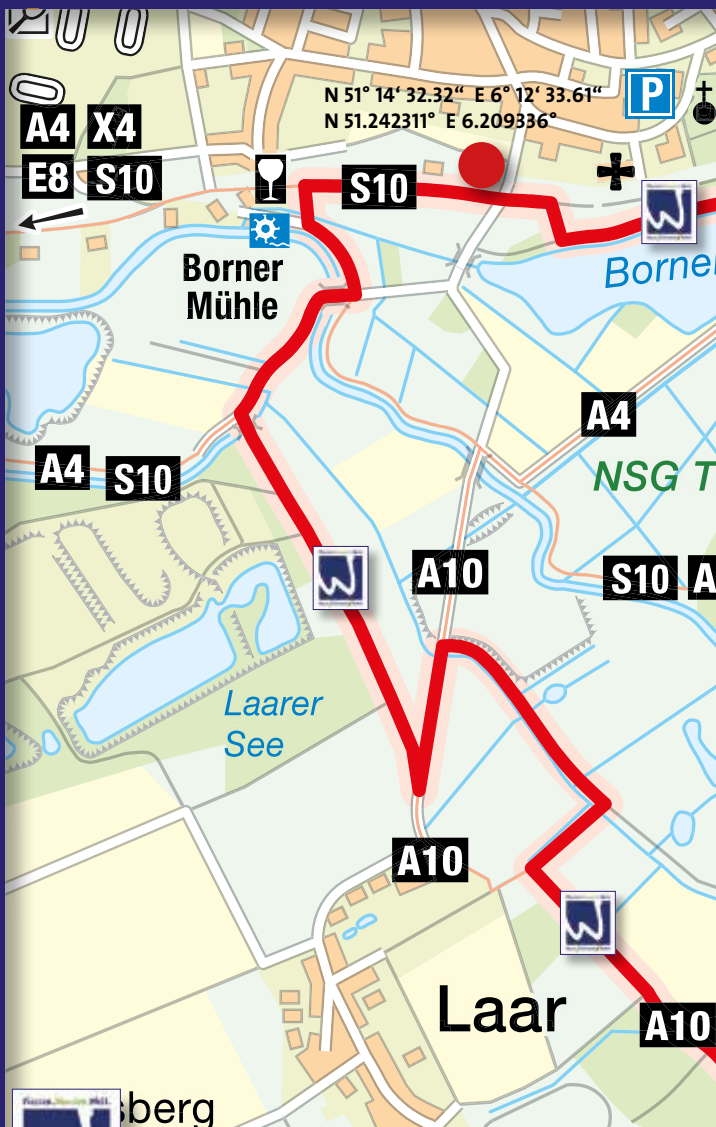 N 51° 14‘ 32.32“ E 6° 12‘ 33.61“
N 51.242311° E 6.209336°
P
A4 X4
E8 S10
S10
Borner
Mühle
Borner
A4
A4 S10
NSG T
A10
S10 A
Laarer
See
A10
Laar
A10
sberg